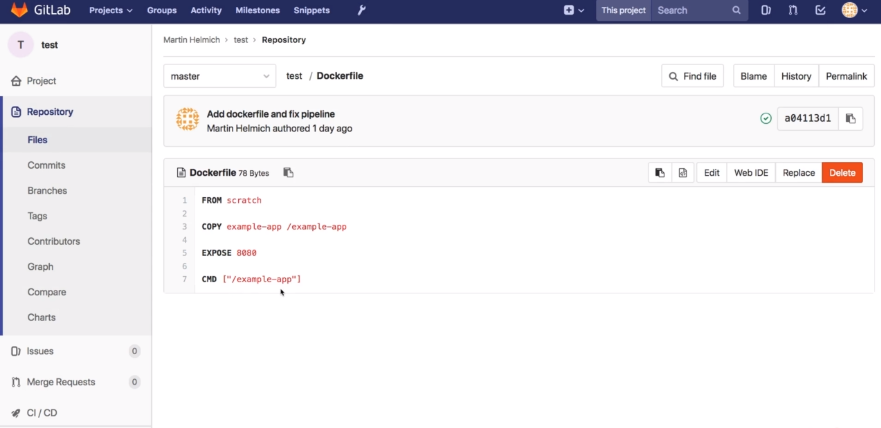 GitLab Projects Groups Activity Milestones Snippets This project Search
T test
Project
Repository
Files
Commits
Branches
Tags
Contributors
Graph
Compare
Charts
Issues 0
Merge Requests 0
CI / CD
Martin Helmich > test > Repository
master test / Dockerfile Find file Blame History Permalink
Add dockerfile and fix pipeline
Martin Helmich authored 1 day ago
a04113d1
Dockerfile 78 Bytes Edit Web IDE Replace Delete
1 FROM scratch
2
3 COPY example-app /example-app
4
5 EXPOSE 8080
6
7 CMD ["/example-app"]